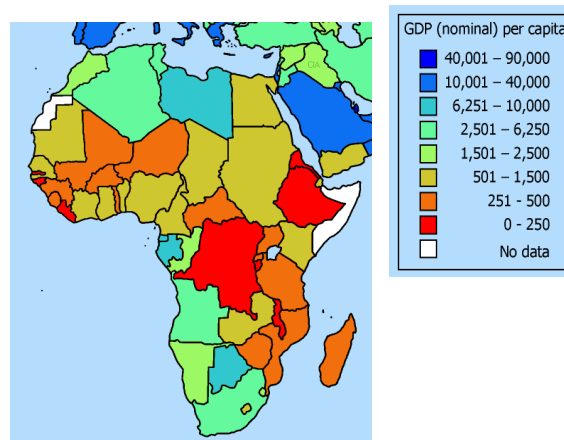 GDP (nominal) per capita
40,001 – 90,000
10,001 – 40,000
6,251 – 10,000
2,501 – 6,250
1,501 – 2,500
501 – 1,500
251 - 500
0 - 250
No data
CIA